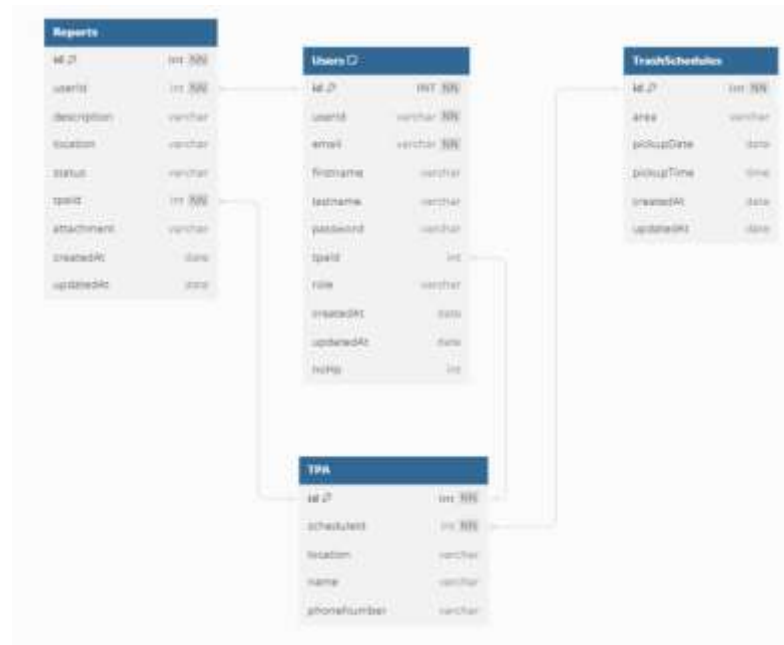 Reports
id int NN
userId int NN
description varchar
location varchar
status varchar
tpaId int NN
attachment varchar
createdAt date
updatedAt date
Users
id INT NN
userId varchar NN
email varchar NN
firstname varchar
lastname varchar
password varchar
tpaId int
role varchar
createdAt date
updatedAt date
noHp int
TrashSchedules
id int NN
area varchar
pickupDate date
pickupTime time
createdAt date
updatedAt date
TPA
id int NN
scheduleId int NN
location varchar
name varchar
phoneNumber varchar